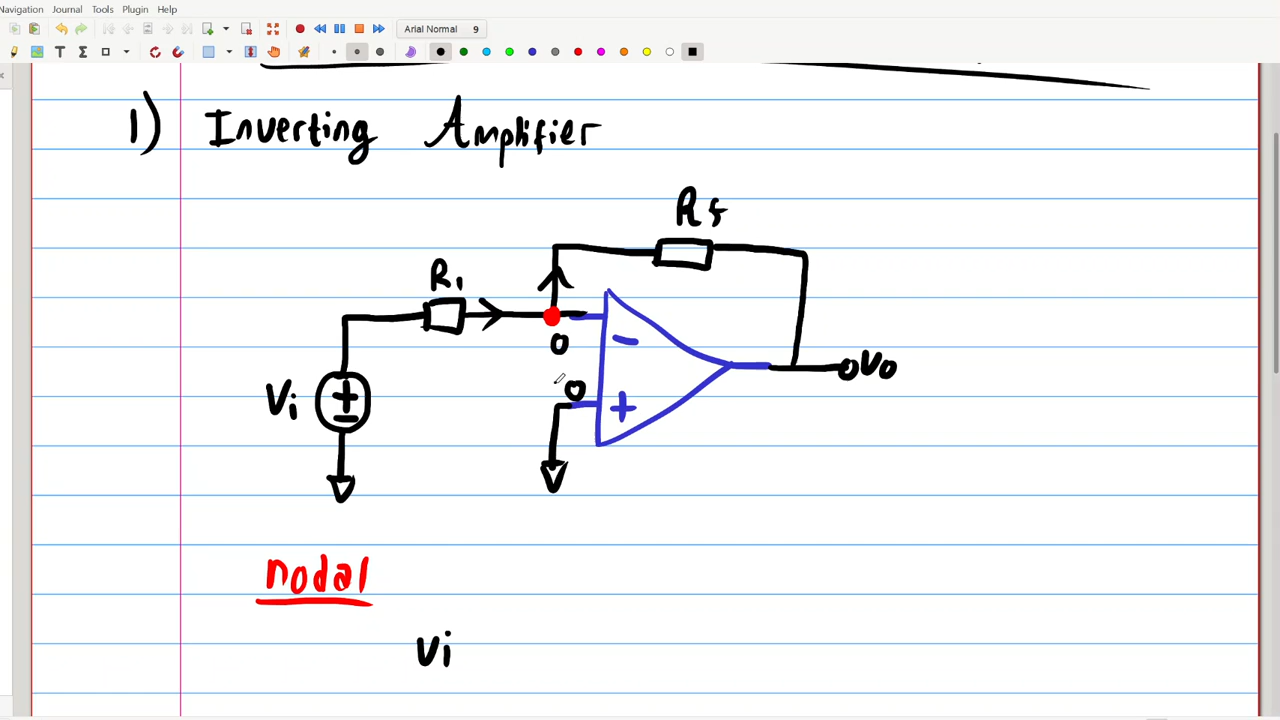 Navigation Journal Tools Plugin Help
Arial Normal 9
1) Inverting Amplifier
Rf
R1
0
Vi
0
Vo
nodal
Vi